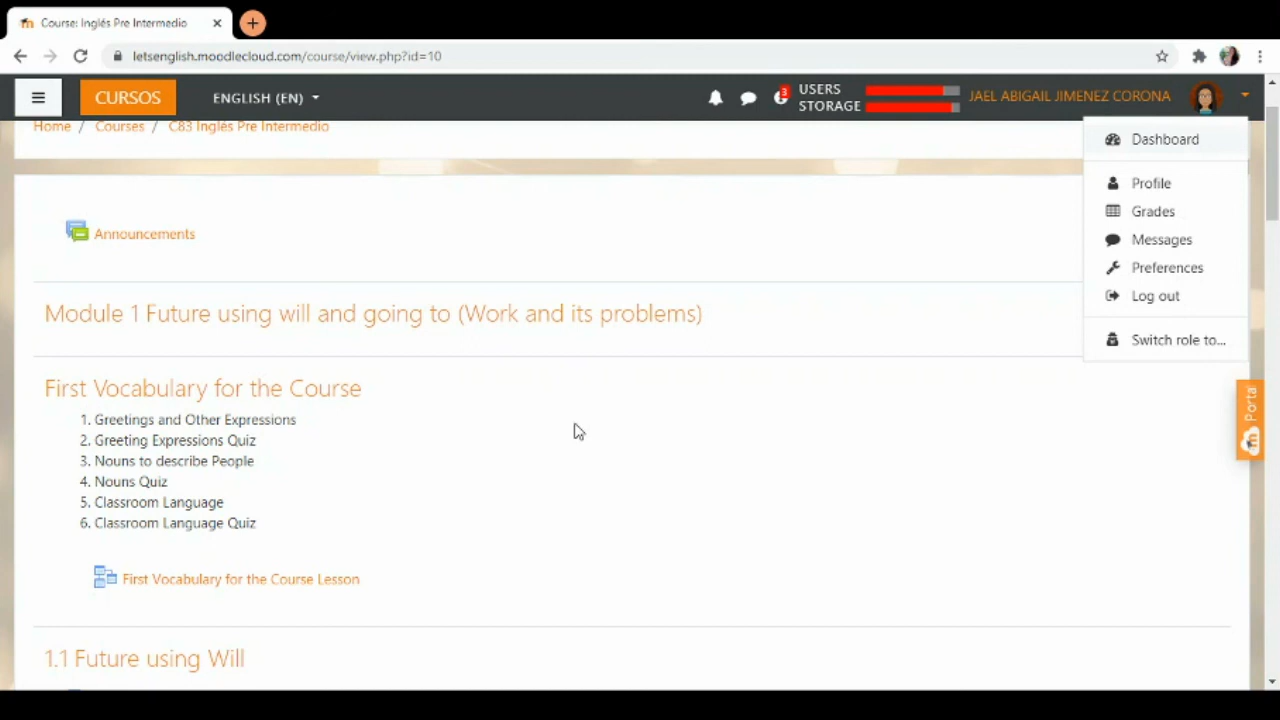 Course: Inglés Pre Intermedio
letsenglish.moodlecloud.com/course/view.php?id=10
CURSOS
ENGLISH (EN)
3
USERS
STORAGE
JAEL ABIGAIL JIMENEZ CORONA
Home / Courses / C83 Inglés Pre Intermedio
Dashboard
Profile
Grades
Messages
Preferences
Log out
Switch role to...
Announcements
Module 1 Future using will and going to (Work and its problems)
First Vocabulary for the Course
1. Greetings and Other Expressions
2. Greeting Expressions Quiz
3. Nouns to describe People
4. Nouns Quiz
5. Classroom Language
6. Classroom Language Quiz
Portal
First Vocabulary for the Course Lesson
1.1 Future using Will